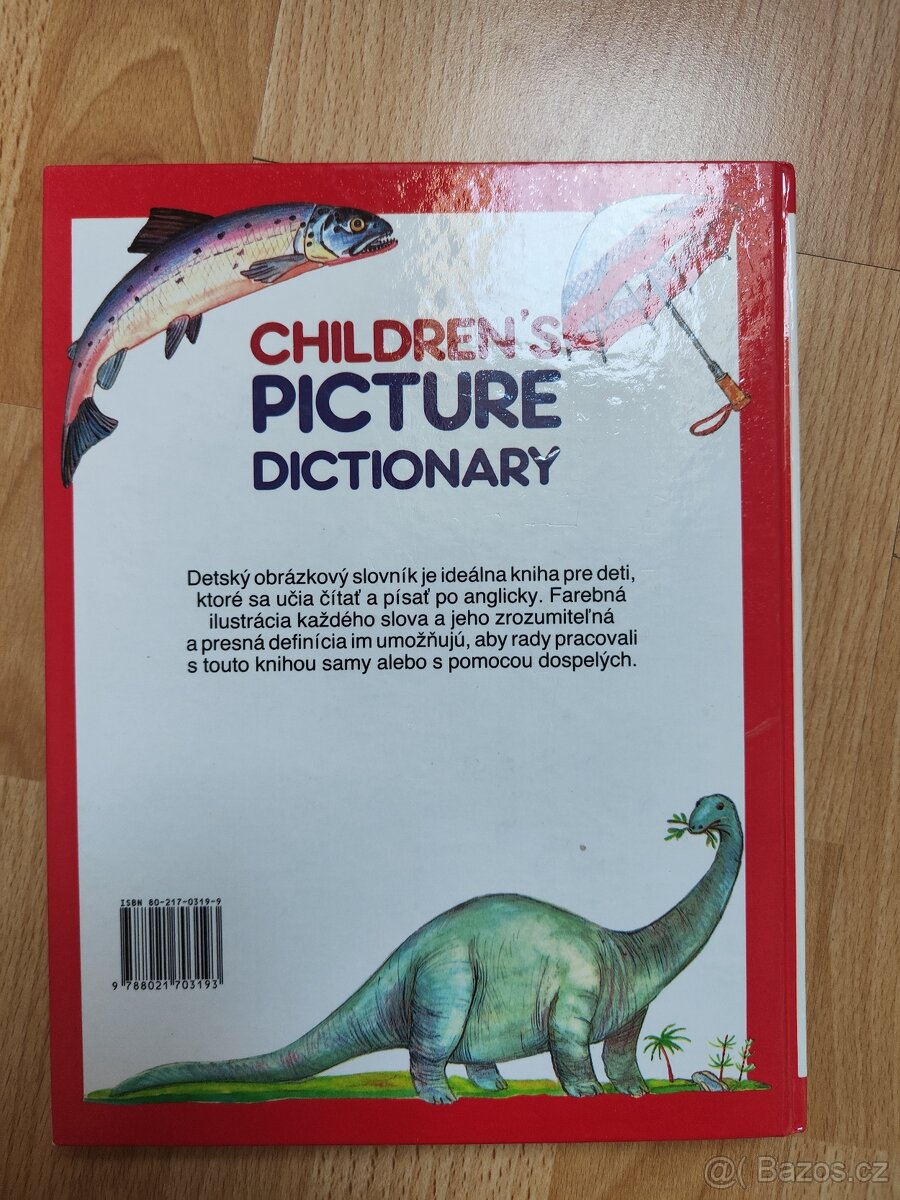 CHILDREN'S
PICTURE
DICTIONARY
Detský obrázkový slovník je ideálna kniha pre deti,
ktoré sa učia čítať a písať po anglicky. Farebná
ilustrácia každého slova a jeho zrozumiteľná
a presná definícia im umožňujú, aby rady pracovali
s touto knihou samy alebo s pomocou dospelých.
ISBN 80-217-0319-9
9 788021 703193
@( Bazos.cz